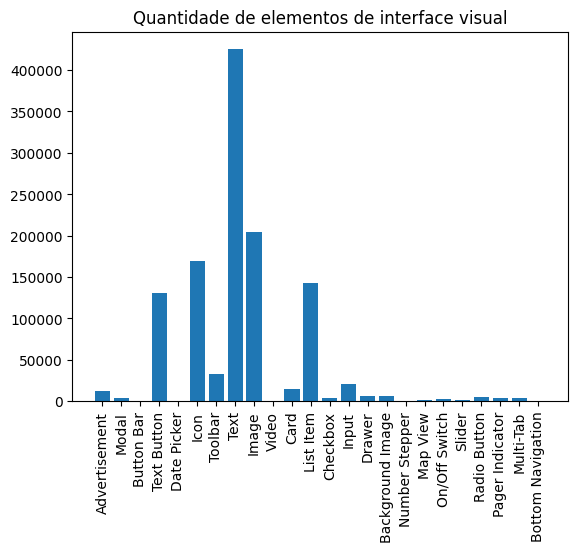 Quantidade de elementos de interface visual
400000
350000
300000
250000
200000
150000
100000
50000
0
Advertisement
Modal
Button Bar
Text Button
Date Picker
Icon
Toolbar
Text
Image
Video
Card
List Item
Checkbox
Input
Drawer
Background Image
Number Stepper
Map View
On/Off Switch
Slider
Radio Button
Pager Indicator
Multi-Tab
Bottom Navigation